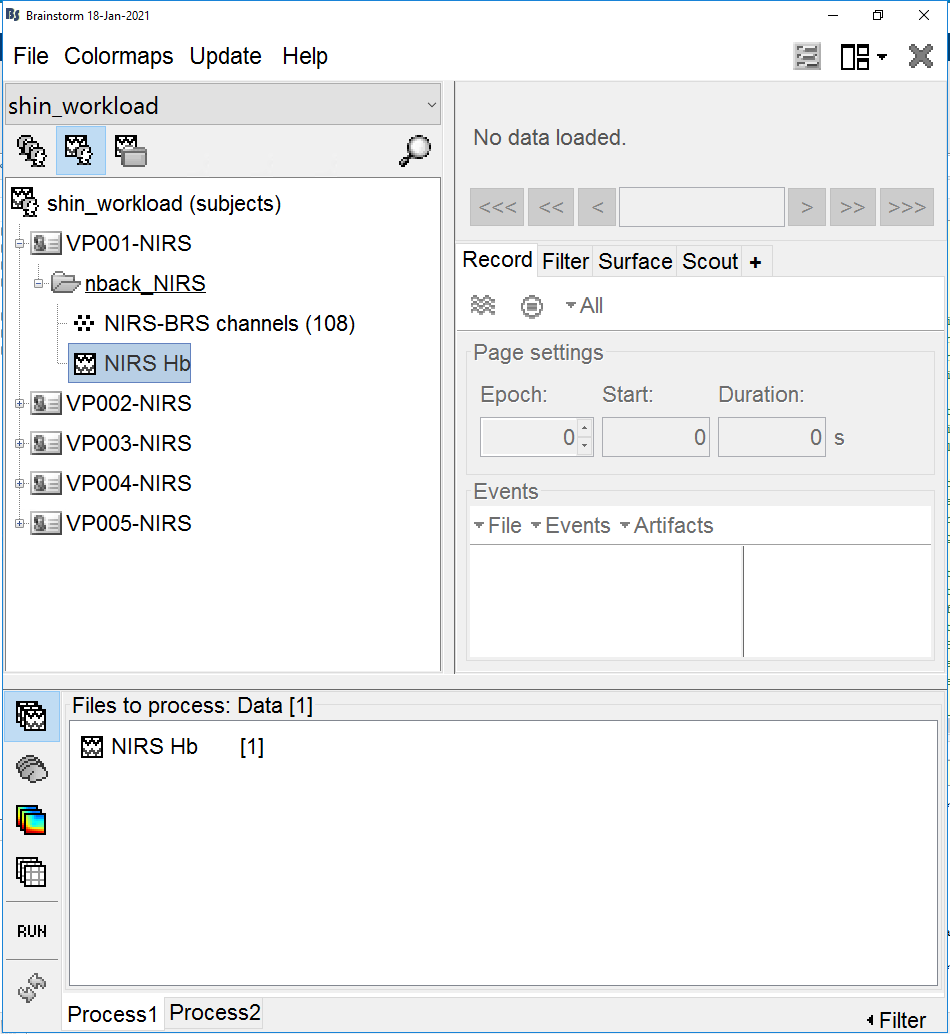 BS Brainstorm 18-Jan-2021
File Colormaps Update Help
shin_workload
No data loaded.
<<< << < > >> >>>
shin_workload (subjects)
VP001-NIRS
nback_NIRS
NIRS-BRS channels (108)
NIRS Hb
VP002-NIRS
VP003-NIRS
VP004-NIRS
VP005-NIRS
Record Filter Surface Scout +
All
Page settings
Epoch: Start: Duration:
0 0 0 s
Events
File Events Artifacts
Files to process: Data [1]
NIRS Hb [1]
RUN
Process1 Process2
Filter